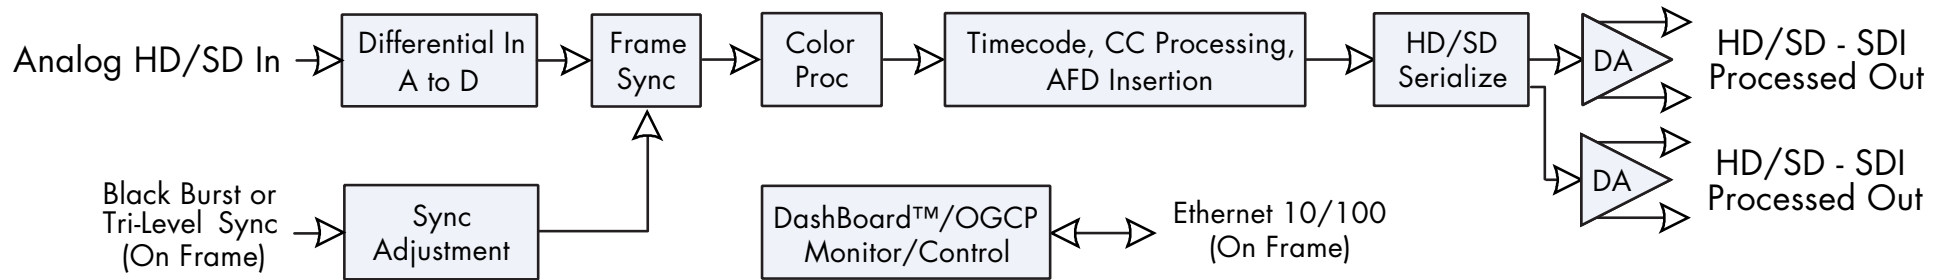 Analog HD/SD In
Differential In
A to D
Frame
Sync
Color
Proc
Timecode, CC Processing,
AFD Insertion
HD/SD
Serialize
DA
HD/SD - SDI
Processed Out
DA
HD/SD - SDI
Processed Out
Black Burst or
Tri-Level Sync
(On Frame)
Sync
Adjustment
DashBoard™/OGCP
Monitor/Control
Ethernet 10/100
(On Frame)